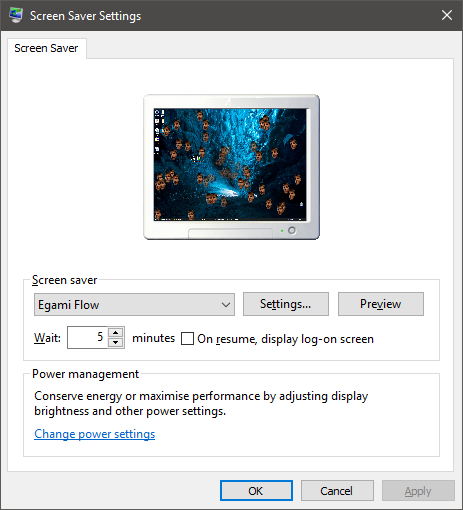 Screen Saver Settings
Screen Saver
Screen saver
Egami Flow
Settings...
Preview
Wait: 5 minutes
On resume, display log-on screen
Power management
Conserve energy or maximise performance by adjusting display
brightness and other power settings.
Change power settings
OK
Cancel
Apply